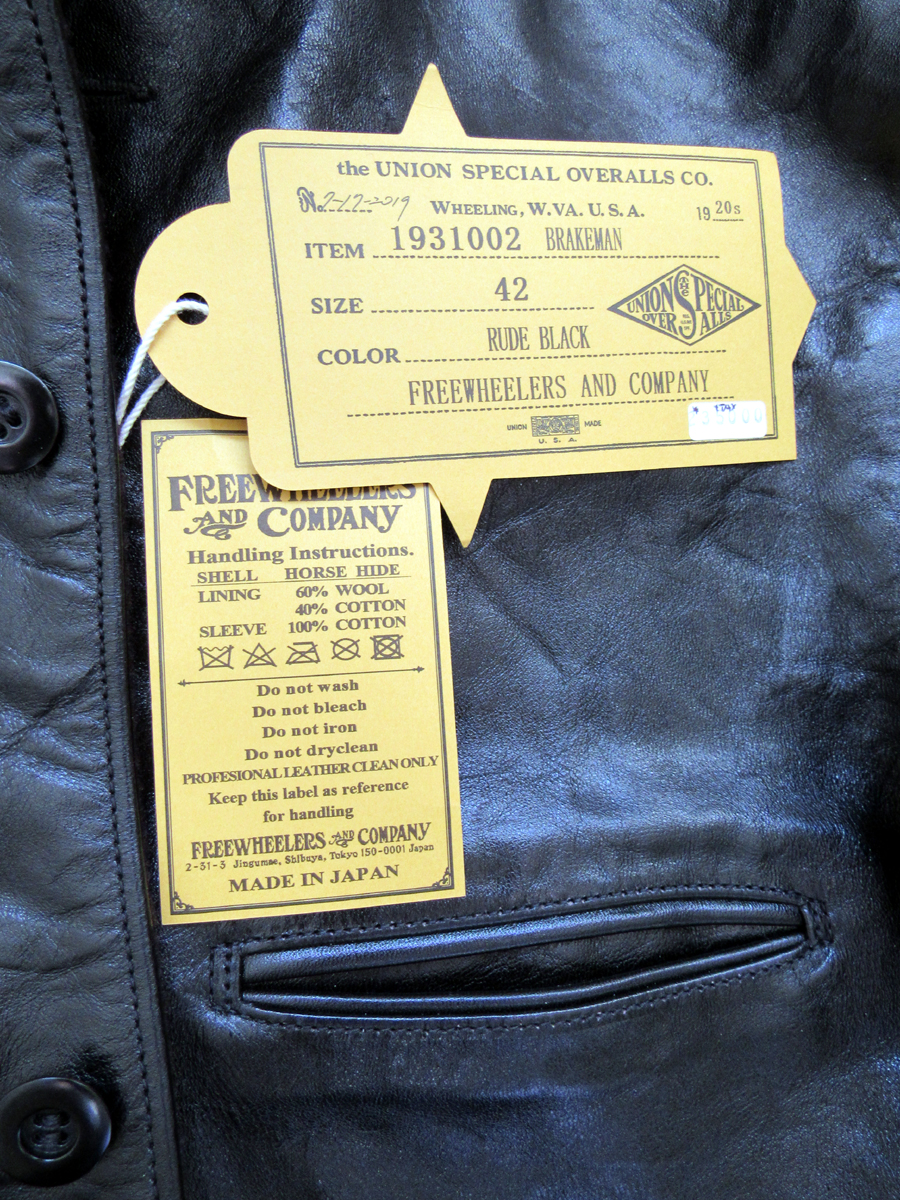 the UNION SPECIAL OVERALLS CO.
No. 2-12-2019
WHEELING, W. VA. U. S. A.
1920s
ITEM 1931002 BRAKEMAN
SIZE 42
COLOR RUDE BLACK
UNION SPECIAL
OVERALLS
FREEWHEELERS AND COMPANY
UNION MADE
U. S. A.
FREEWHEELERS
AND COMPANY
Handling Instructions.
SHELL HORSE HIDE
LINING 60% WOOL
40% COTTON
SLEEVE 100% COTTON
Do not wash
Do not bleach
Do not iron
Do not dryclean
PROFESIONAL LEATHER CLEAN ONLY
Keep this label as reference
for handling
FREEWHEELERS AND COMPANY
2-31-3 Jingumae, Shibuya, Tokyo 150-0001 Japan
MADE IN JAPAN